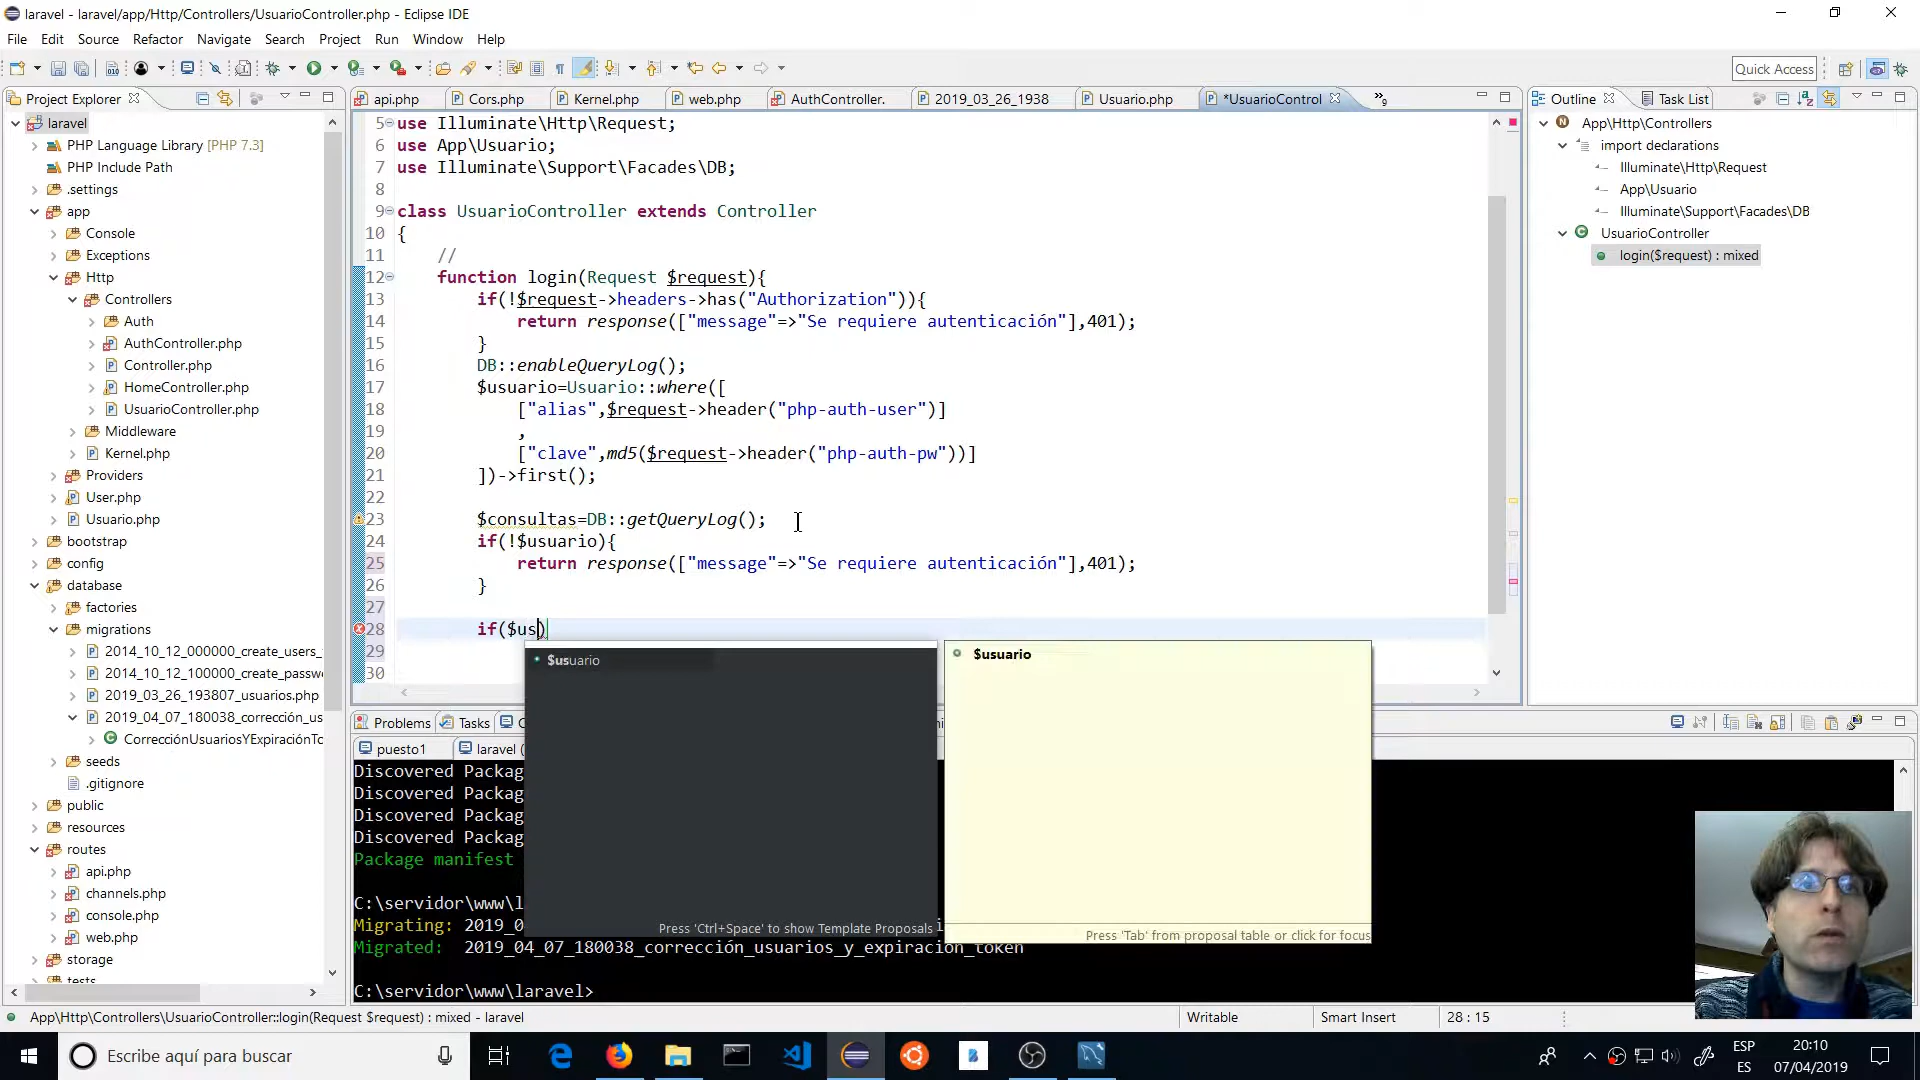 laravel - laravel/app/Http/Controllers/UsuarioController.php - Eclipse IDE
File Edit Source Refactor Navigate Search Project Run Window Help
Quick Access
Project Explorer
laravel
PHP Language Library [PHP 7.3]
PHP Include Path
.settings
app
Console
Exceptions
Http
Controllers
Auth
AuthController.php
Controller.php
HomeController.php
UsuarioController.php
Middleware
Kernel.php
Providers
User.php
Usuario.php
bootstrap
config
database
factories
migrations
2014_10_12_000000_create_users_
2014_10_12_100000_create_passw
2019_03_26_193807_usuarios.php
2019_04_07_180038_corrección_us
CorrecciónUsuariosYExpiraciónTo
seeds
.gitignore
public
resources
routes
api.php
channels.php
console.php
web.php
storage
tests
api.php Cors.php Kernel.php web.php AuthController. 2019_03_26_1938 Usuario.php *UsuarioControl »9
5 use Illuminate\Http\Request;
6 use App\Usuario;
7 use Illuminate\Support\Facades\DB;
8
9 class UsuarioController extends Controller
10 {
11 //
12 function login(Request $request){
13 if(!$request->headers->has("Authorization")){
14 return response(["message"=>"Se requiere autenticación"],401);
15 }
16 DB::enableQueryLog();
17 $usuario=Usuario::where([
18 ["alias",$request->header("php-auth-user")]
19 ,
20 ["clave",md5($request->header("php-auth-pw"))]
21 ])->first();
22
23 $consultas=DB::getQueryLog();
24 if(!$usuario){
25 return response(["message"=>"Se requiere autenticación"],401);
26 }
27
28 if($us)
29
30
$usuario
Press 'Ctrl+Space' to show Template Proposals
$usuario
Press 'Tab' from proposal table or click for focus
Outline Task List
App\Http\Controllers
import declarations
Illuminate\Http\Request
App\Usuario
Illuminate\Support\Facades\DB
UsuarioController
login($request) : mixed
Problems Tasks
puesto1 laravel (
Discovered Packag
Discovered Packag
Discovered Packag
Discovered Packag
Package manifest
C:\servidor\www\l
Migrating: 2019_0
Migrated: 2019_04_07_180038_corrección_usuarios_y_expiracion_token
C:\servidor\www\laravel>
App\Http\Controllers\UsuarioController::login(Request $request) : mixed - laravel
Writable Smart Insert 28 : 15
Escribe aquí para buscar
ESP
ES
20:10
07/04/2019